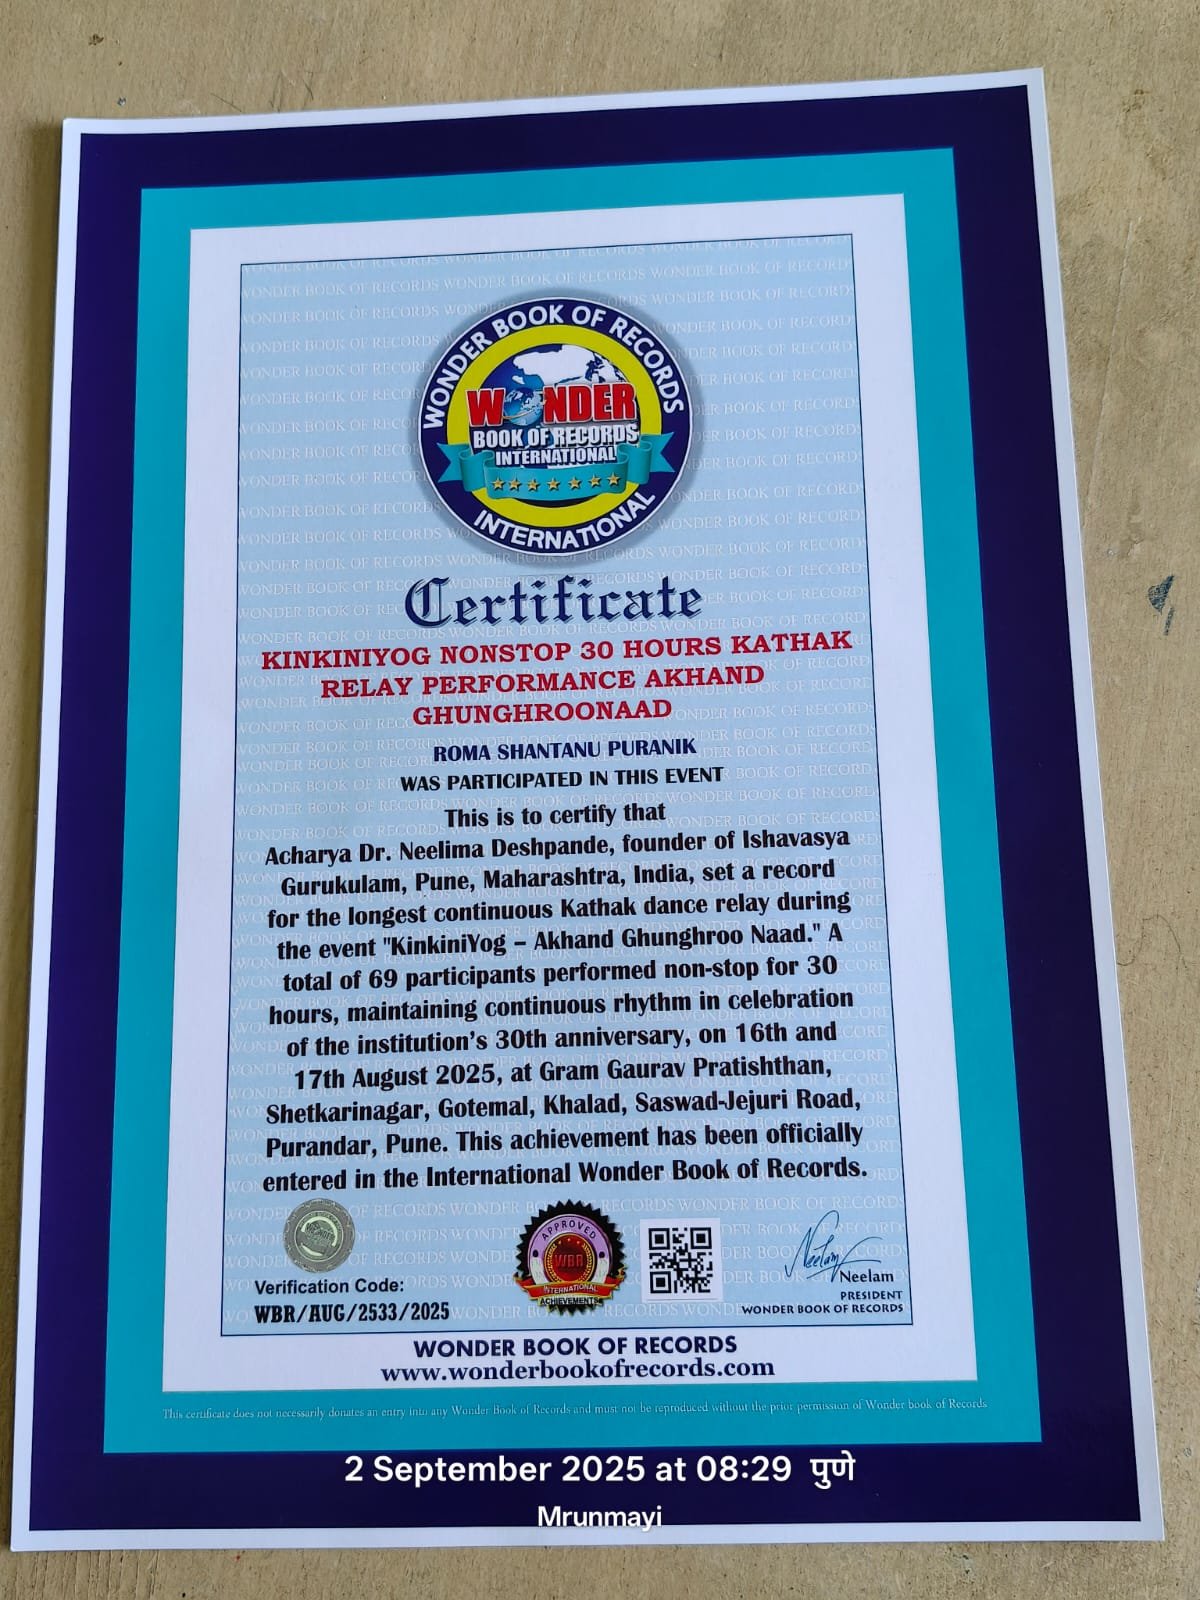 WONDER BOOK OF RECORDS
WONDER
BOOK OF RECORDS
INTERNATIONAL
INTERNATIONAL
Certificate
KINKINIYOG NONSTOP 30 HOURS KATHAK
RELAY PERFORMANCE AKHAND
GHUNGHROONAAD
ROMA SHANTANU PURANIK
WAS PARTICIPATED IN THIS EVENT
This is to certify that
Acharya Dr. Neelima Deshpande, founder of Ishavasya
Gurukulam, Pune, Maharashtra, India, set a record
for the longest continuous Kathak dance relay during
the event "KinkiniYog – Akhand Ghunghroo Naad." A
total of 69 participants performed non-stop for 30
hours, maintaining continuous rhythm in celebration
of the institution's 30th anniversary, on 16th and
17th August 2025, at Gram Gaurav Pratishthan,
Shetkarinagar, Gotemal, Khalad, Saswad-Jejuri Road,
Purandar, Pune. This achievement has been officially
entered in the International Wonder Book of Records.
APPROVED
WBR
INTERNATIONAL
ACHIEVEMENTS
Neelam
Verification Code:
WBR/AUG/2533/2025
Neelam
PRESIDENT
WONDER BOOK OF RECORDS
WONDER BOOK OF RECORDS
www.wonderbookofrecords.com
This certificate does not necessarily donates an entry into any Wonder Book of Records and must not be reproduced without the prior permission of Wonder book of Records
2 September 2025 at 08:29 पुणे
Mrunmayi